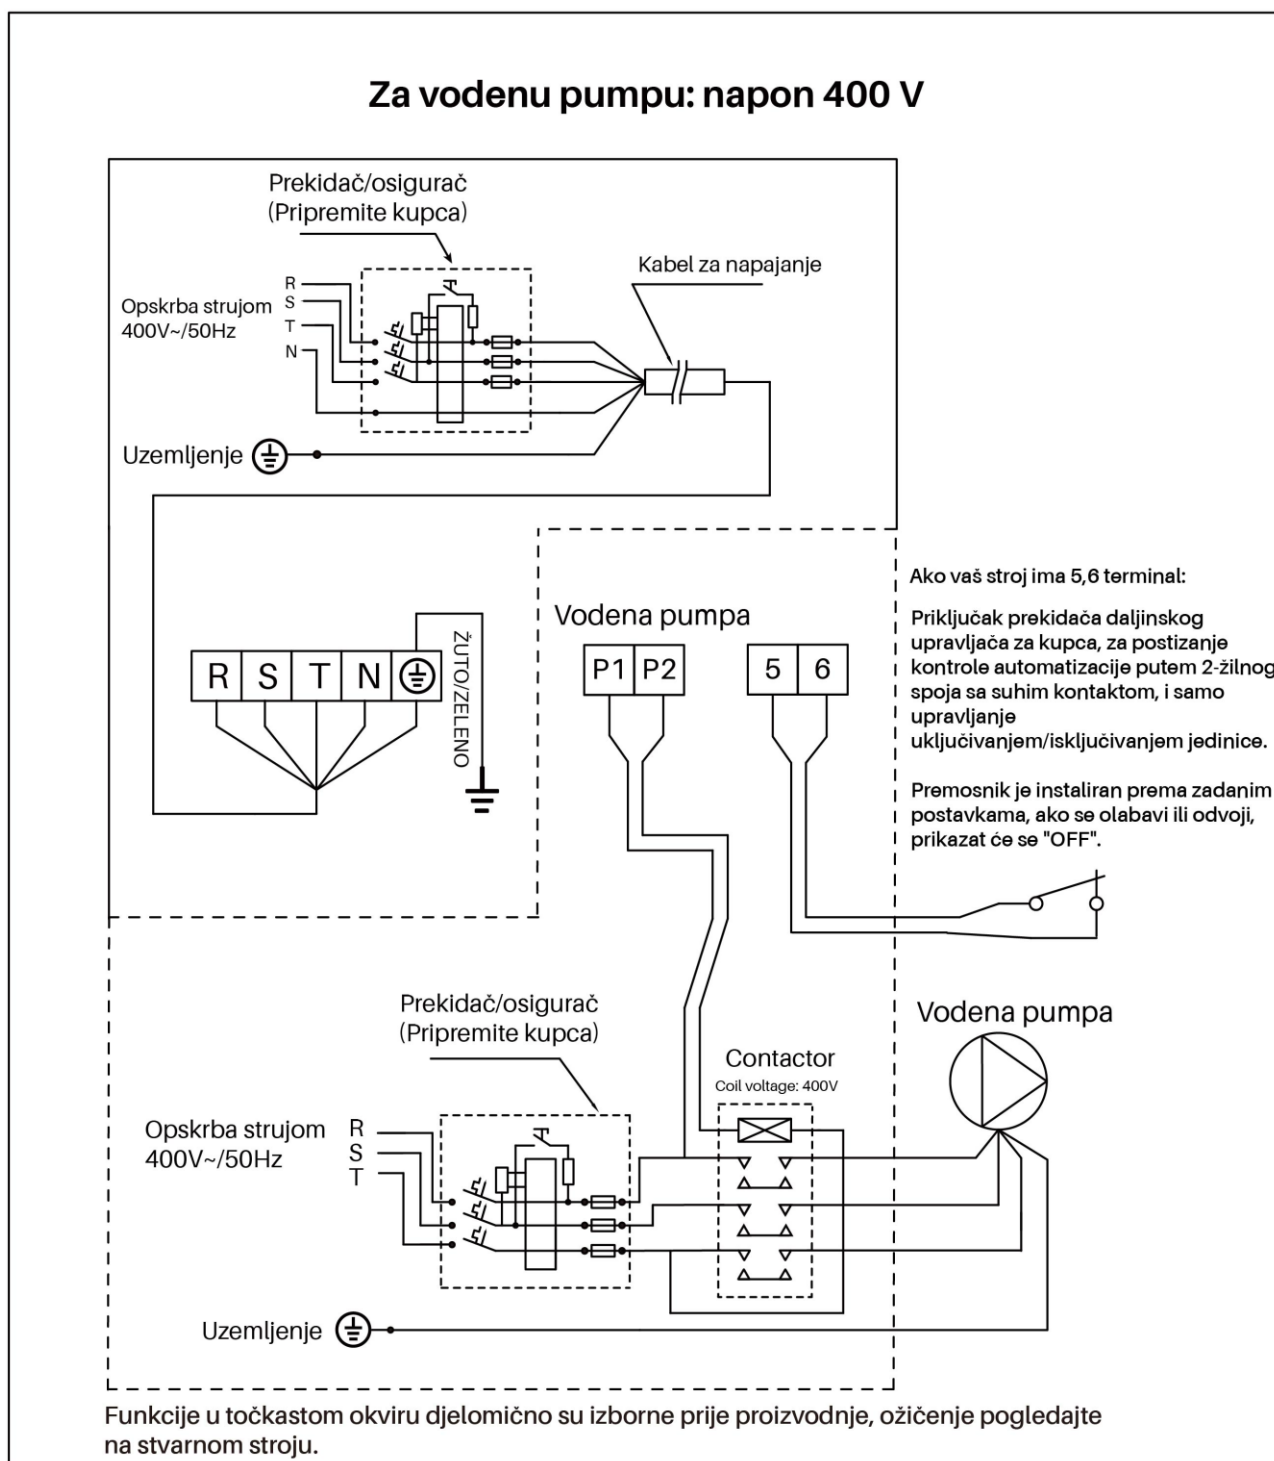 Za vodenu pumpu: napon 400 V
Prekidač/osigurač
(Pripremite kupca)
Kabel za napajanje
Opskrba strujom
400V~/50Hz
R
S
T
N
Uzemljenje
R S T N
ŽUTO/ZELENO
Vodena pumpa
P1 P2
5 6
Ako vaš stroj ima 5,6 terminal:
Priključak prekidača daljinskog
upravljača za kupca, za postizanje
kontrole automatizacije putem 2-žilnog
spoja sa suhim kontaktom, i samo
upravljanje
uključivanjem/isključivanjem jedinice.
Premosnik je instaliran prema zadanim
postavkama, ako se olabavi ili odvoji,
prikazat će se "OFF".
Prekidač/osigurač
(Pripremite kupca)
Vodena pumpa
Contactor
Coil voltage: 400V
Opskrba strujom
400V~/50Hz
R
S
T
Uzemljenje
Funkcije u točkastom okviru djelomično su izborne prije proizvodnje, ožičenje pogledajte
na stvarnom stroju.